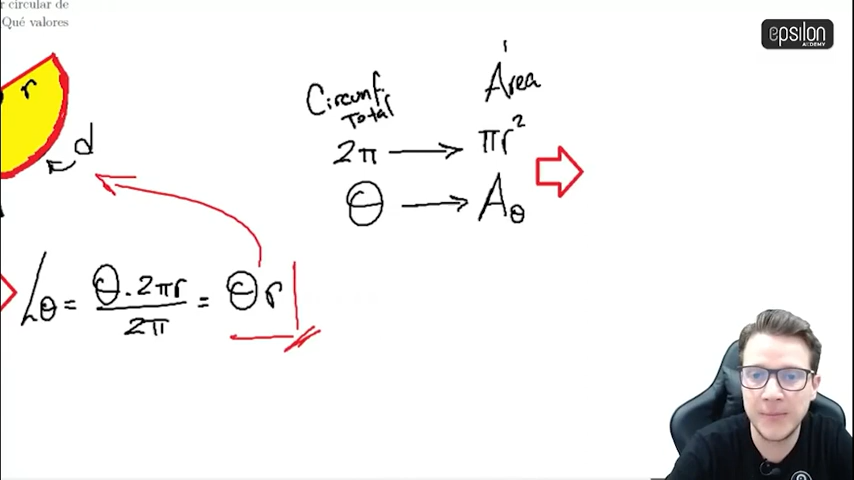 r circular de
Qué valores
epsilon
ACADEMY
r
d
Circunf. Total
Área
2π → πr²
θ → A_θ
L_θ = θ.2πr / 2π = θr